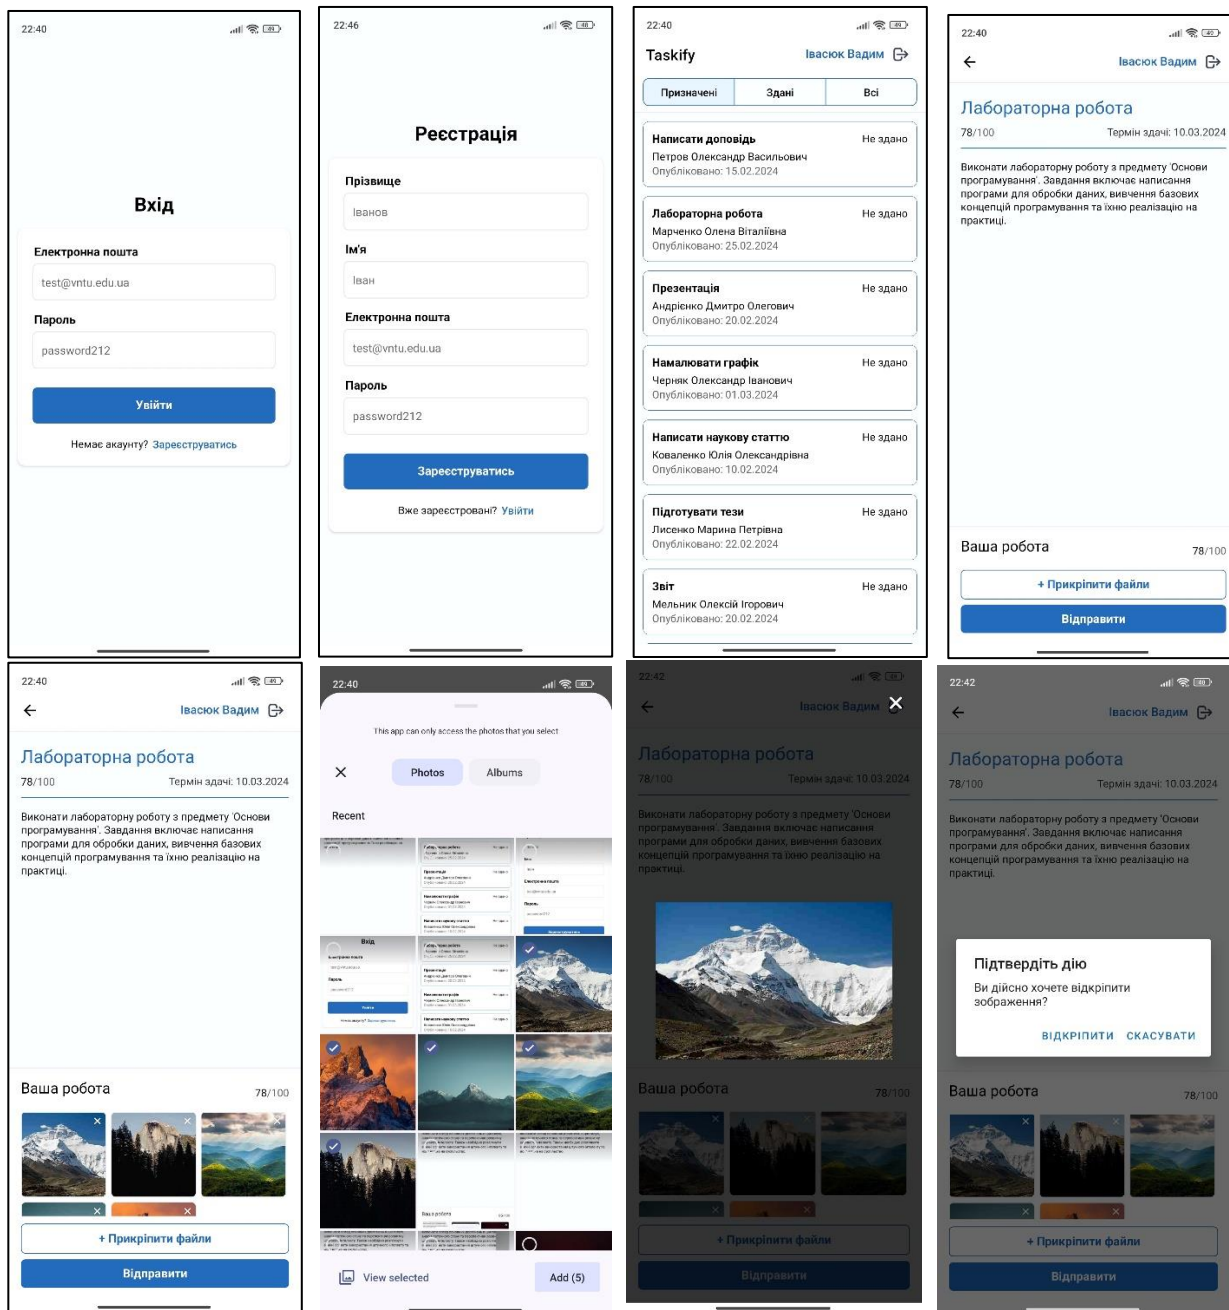 22:40
Вхід
Електронна пошта
test@vntu.edu.ua
Пароль
password212
Увійти
Немає акаунту? Зареєструватись
22:46
Реєстрація
Прізвище
Іванов
Ім'я
Іван
Електронна пошта
test@vntu.edu.ua
Пароль
password212
Зареєструватись
Вже зареєстровані? Увійти
22:40
Taskify Івасюк Вадим
Призначені Здані Всі
Написати доповідь Не здано
Петров Олександр Васильович
Опубліковано: 15.02.2024
Лабораторна робота Не здано
Марченко Олена Віталіївна
Опубліковано: 25.02.2024
Презентація Не здано
Андрієнко Дмитро Олегович
Опубліковано: 20.02.2024
Намалювати графік Не здано
Черняк Олександр Іванович
Опубліковано: 01.03.2024
Написати наукову статтю Не здано
Коваленко Юлія Олександрівна
Опубліковано: 10.02.2024
Підготувати тези Не здано
Лисенко Марина Петрівна
Опубліковано: 22.02.2024
Звіт Не здано
Мельник Олексій Ігорович
Опубліковано: 20.02.2024
22:40
Івасюк Вадим
Лабораторна робота
78/100 Термін здачі: 10.03.2024
Виконати лабораторну роботу з предмету 'Основи
програмування'. Завдання включає написання
програми для обробки даних, вивчення базових
концепцій програмування та їхню реалізацію на
практиці.
Ваша робота 78/100
+ Прикріпити файли
Відправити
22:40
Івасюк Вадим
Лабораторна робота
78/100 Термін здачі: 10.03.2024
Виконати лабораторну роботу з предмету 'Основи
програмування'. Завдання включає написання
програми для обробки даних, вивчення базових
концепцій програмування та їхню реалізацію на
практиці.
Ваша робота 78/100
+ Прикріпити файли
Відправити
22:40
This app can only access the photos that you select
Photos Albums
Recent
Вхід
View selected Add (5)
22:42
Івасюк Вадим
Лабораторна робота
78/100 Термін здачі: 10.03.2024
Виконати лабораторну роботу з предмету 'Основи
програмування'. Завдання включає написання
програми для обробки даних, вивчення базових
концепцій програмування та їхню реалізацію на
практиці.
Ваша робота 78/100
+ Прикріпити файли
Відправити
22:42
Івасюк Вадим
Лабораторна робота
78/100 Термін здачі: 10.03.2024
Виконати лабораторну роботу з предмету 'Основи
програмування'. Завдання включає написання
програми для обробки даних, вивчення базових
концепцій програмування та їхню реалізацію на
практиці.
Підтвердіть дію
Ви дійсно хочете відкріпити
зображення?
ВІДКРІПИТИ СКАСУВАТИ
Ваша робота 78/100
+ Прикріпити файли
Відправити